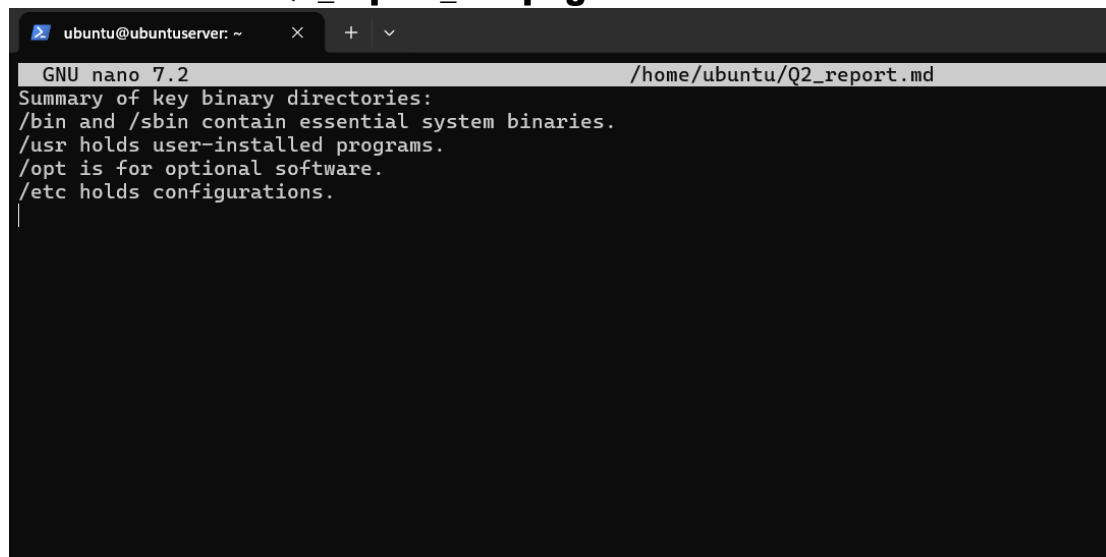 ubuntu@ubuntuserver: ~
GNU nano 7.2 /home/ubuntu/Q2_report.md
Summary of key binary directories:
/bin and /sbin contain essential system binaries.
/usr holds user-installed programs.
/opt is for optional software.
/etc holds configurations.